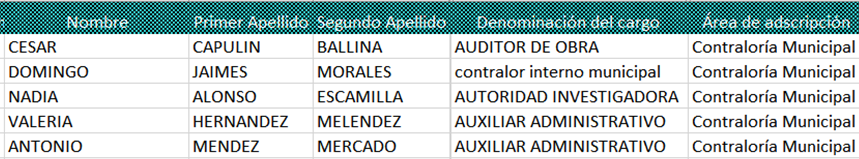 Nombre Primer Apellido Segundo Apellido Denominación del cargo Área de adscripción
CESAR CAPULIN BALLINA AUDITOR DE OBRA Contraloría Municipal
DOMINGO JAIMES MORALES contralor interno municipal Contraloría Municipal
NADIA ALONSO ESCAMILLA AUTORIDAD INVESTIGADORA Contraloría Municipal
VALERIA HERNANDEZ MELENDEZ AUXILIAR ADMINISTRATIVO Contraloría Municipal
ANTONIO MENDEZ MERCADO AUXILIAR ADMINISTRATIVO Contraloría Municipal